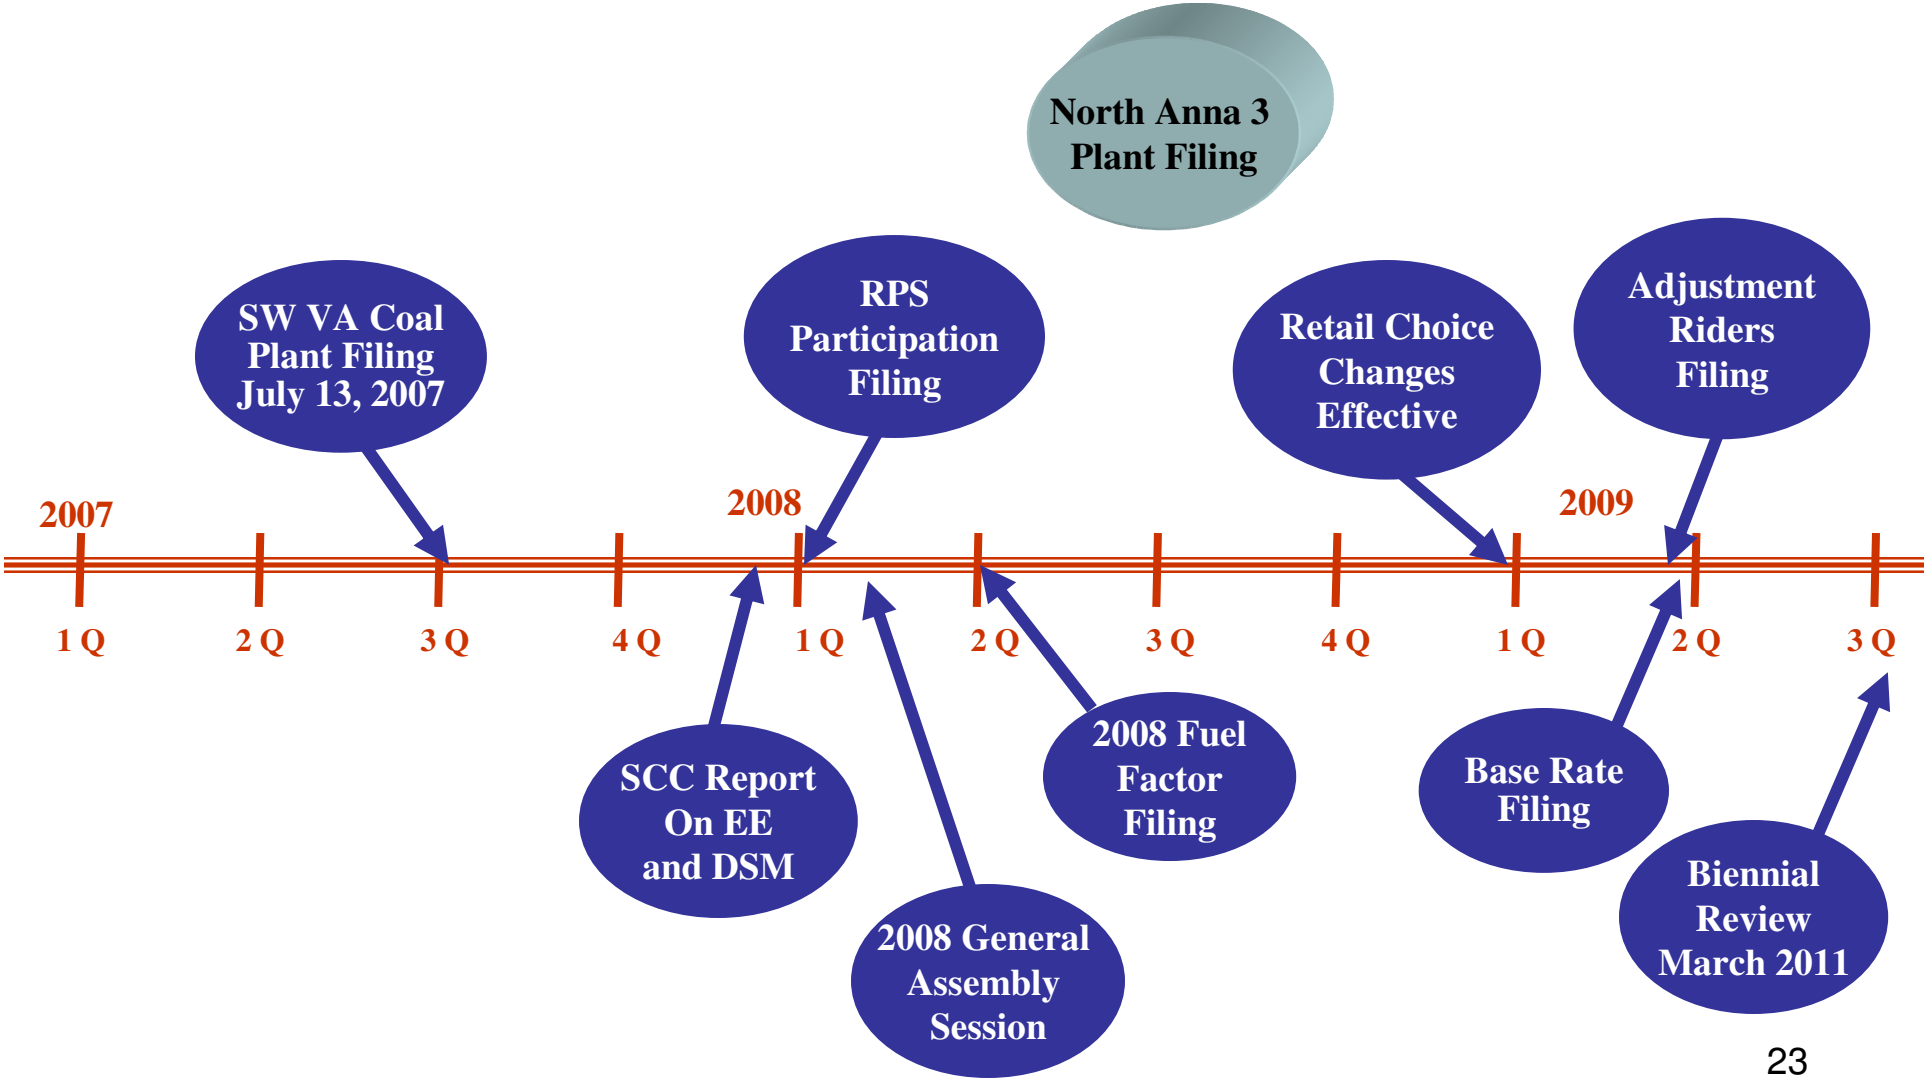 North Anna 3
Plant Filing
SW VA Coal
Plant Filing
July 13, 2007
RPS
Participation
Filing
Retail Choice
Changes
Effective
Adjustment
Riders
Filing
2007
2008
2009
1 Q
2 Q
3 Q
4 Q
1 Q
2 Q
3 Q
4 Q
1 Q
2 Q
3 Q
SCC Report
On EE
and DSM
2008 General
Assembly
Session
2008 Fuel
Factor
Filing
Base Rate
Filing
Biennial
Review
March 2011
23